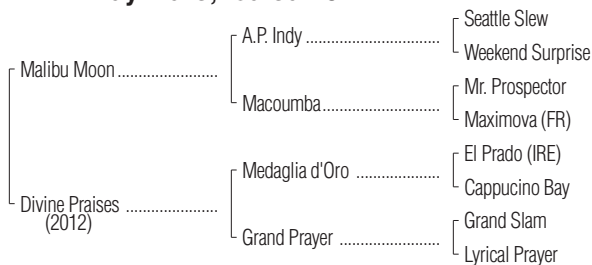 A.P. Indy ..............................
Seattle Slew
Weekend Surprise
Malibu Moon .......................
Macoumba...........................
Mr. Prospector
Maximova (FR)
Medaglia d'Oro .....................
El Prado (IRE)
Cappucino Bay
Divine Praises .....................
(2012)
Grand Prayer .........................
Grand Slam
Lyrical Prayer